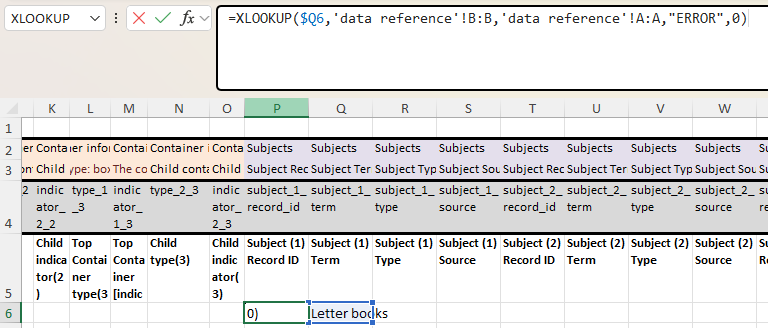 XLOOKUP fx =XLOOKUP($Q6,'data reference'!B:B,'data reference'!A:A,"ERROR",0)
K L M N O P Q R S T U V W
1
2 er Contai ner infor Contai Container i Conta Subjects Subjects Subjects Subjects Subjects Subjects Subjects Subjects
3 Child ype: box The co Child conta Child Subject Rec Subject Ter Subject Typ Subject Sou Subject Rec Subject Ter Subject Typ Subject Sou
2 indic type_1 indic type_2_3 indic subject_1_ subject_1_ subject_1_ subject_1_ subject_2_ subject_2_ subject_2_ subject_2_
ator_ _3 ator_ ator_ record_id term type source record_id term type source
4 2_2 1_3 2_3
Child Top Top Child Child Subject (1) Subject (1) Subject (1) Subject (1) Subject (2) Subject (2) Subject (2) Subject (2)
indica Contai Conta type(3) indic Record ID Term Type Source Record ID Term Type Source
tor(2 ner iner ator(
5 ) type(3 [indic 3)
6 0) Letter books